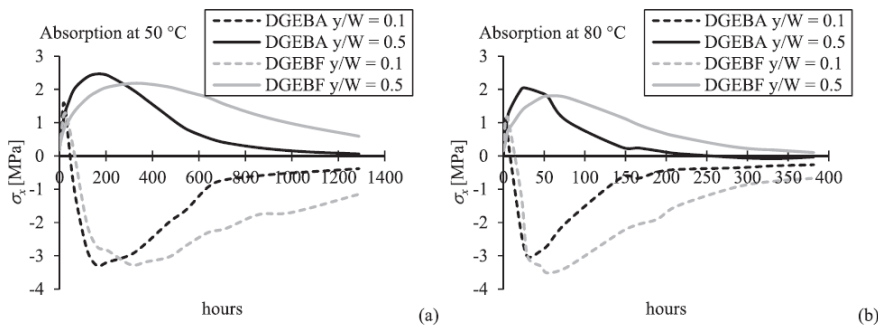 Absorption at 50 °C
DGEBA y/W = 0.1
DGEBA y/W = 0.5
DGEBF y/W = 0.1
DGEBF y/W = 0.5
σx [MPa]
3
2
1
0
-1
-2
-3
-4
0 200 400 600 800 1000 1200 1400
hours
(a)
Absorption at 80 °C
DGEBA y/W = 0.1
DGEBA y/W = 0.5
DGEBF y/W = 0.1
DGEBF y/W = 0.5
σx [MPa]
3
2
1
0
-1
-2
-3
-4
0 50 100 150 200 250 300 350 400
hours
(b)